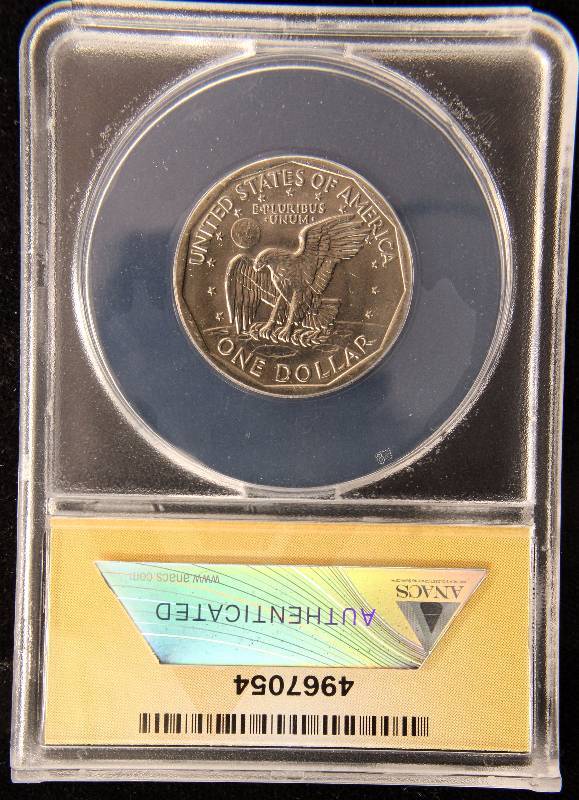 UNITED STATES OF AMERICA
E·PLURIBUS
·UNUM·
ONE DOLLAR
4967054
AUTHENTICATED
www.anacs.com
ANACS